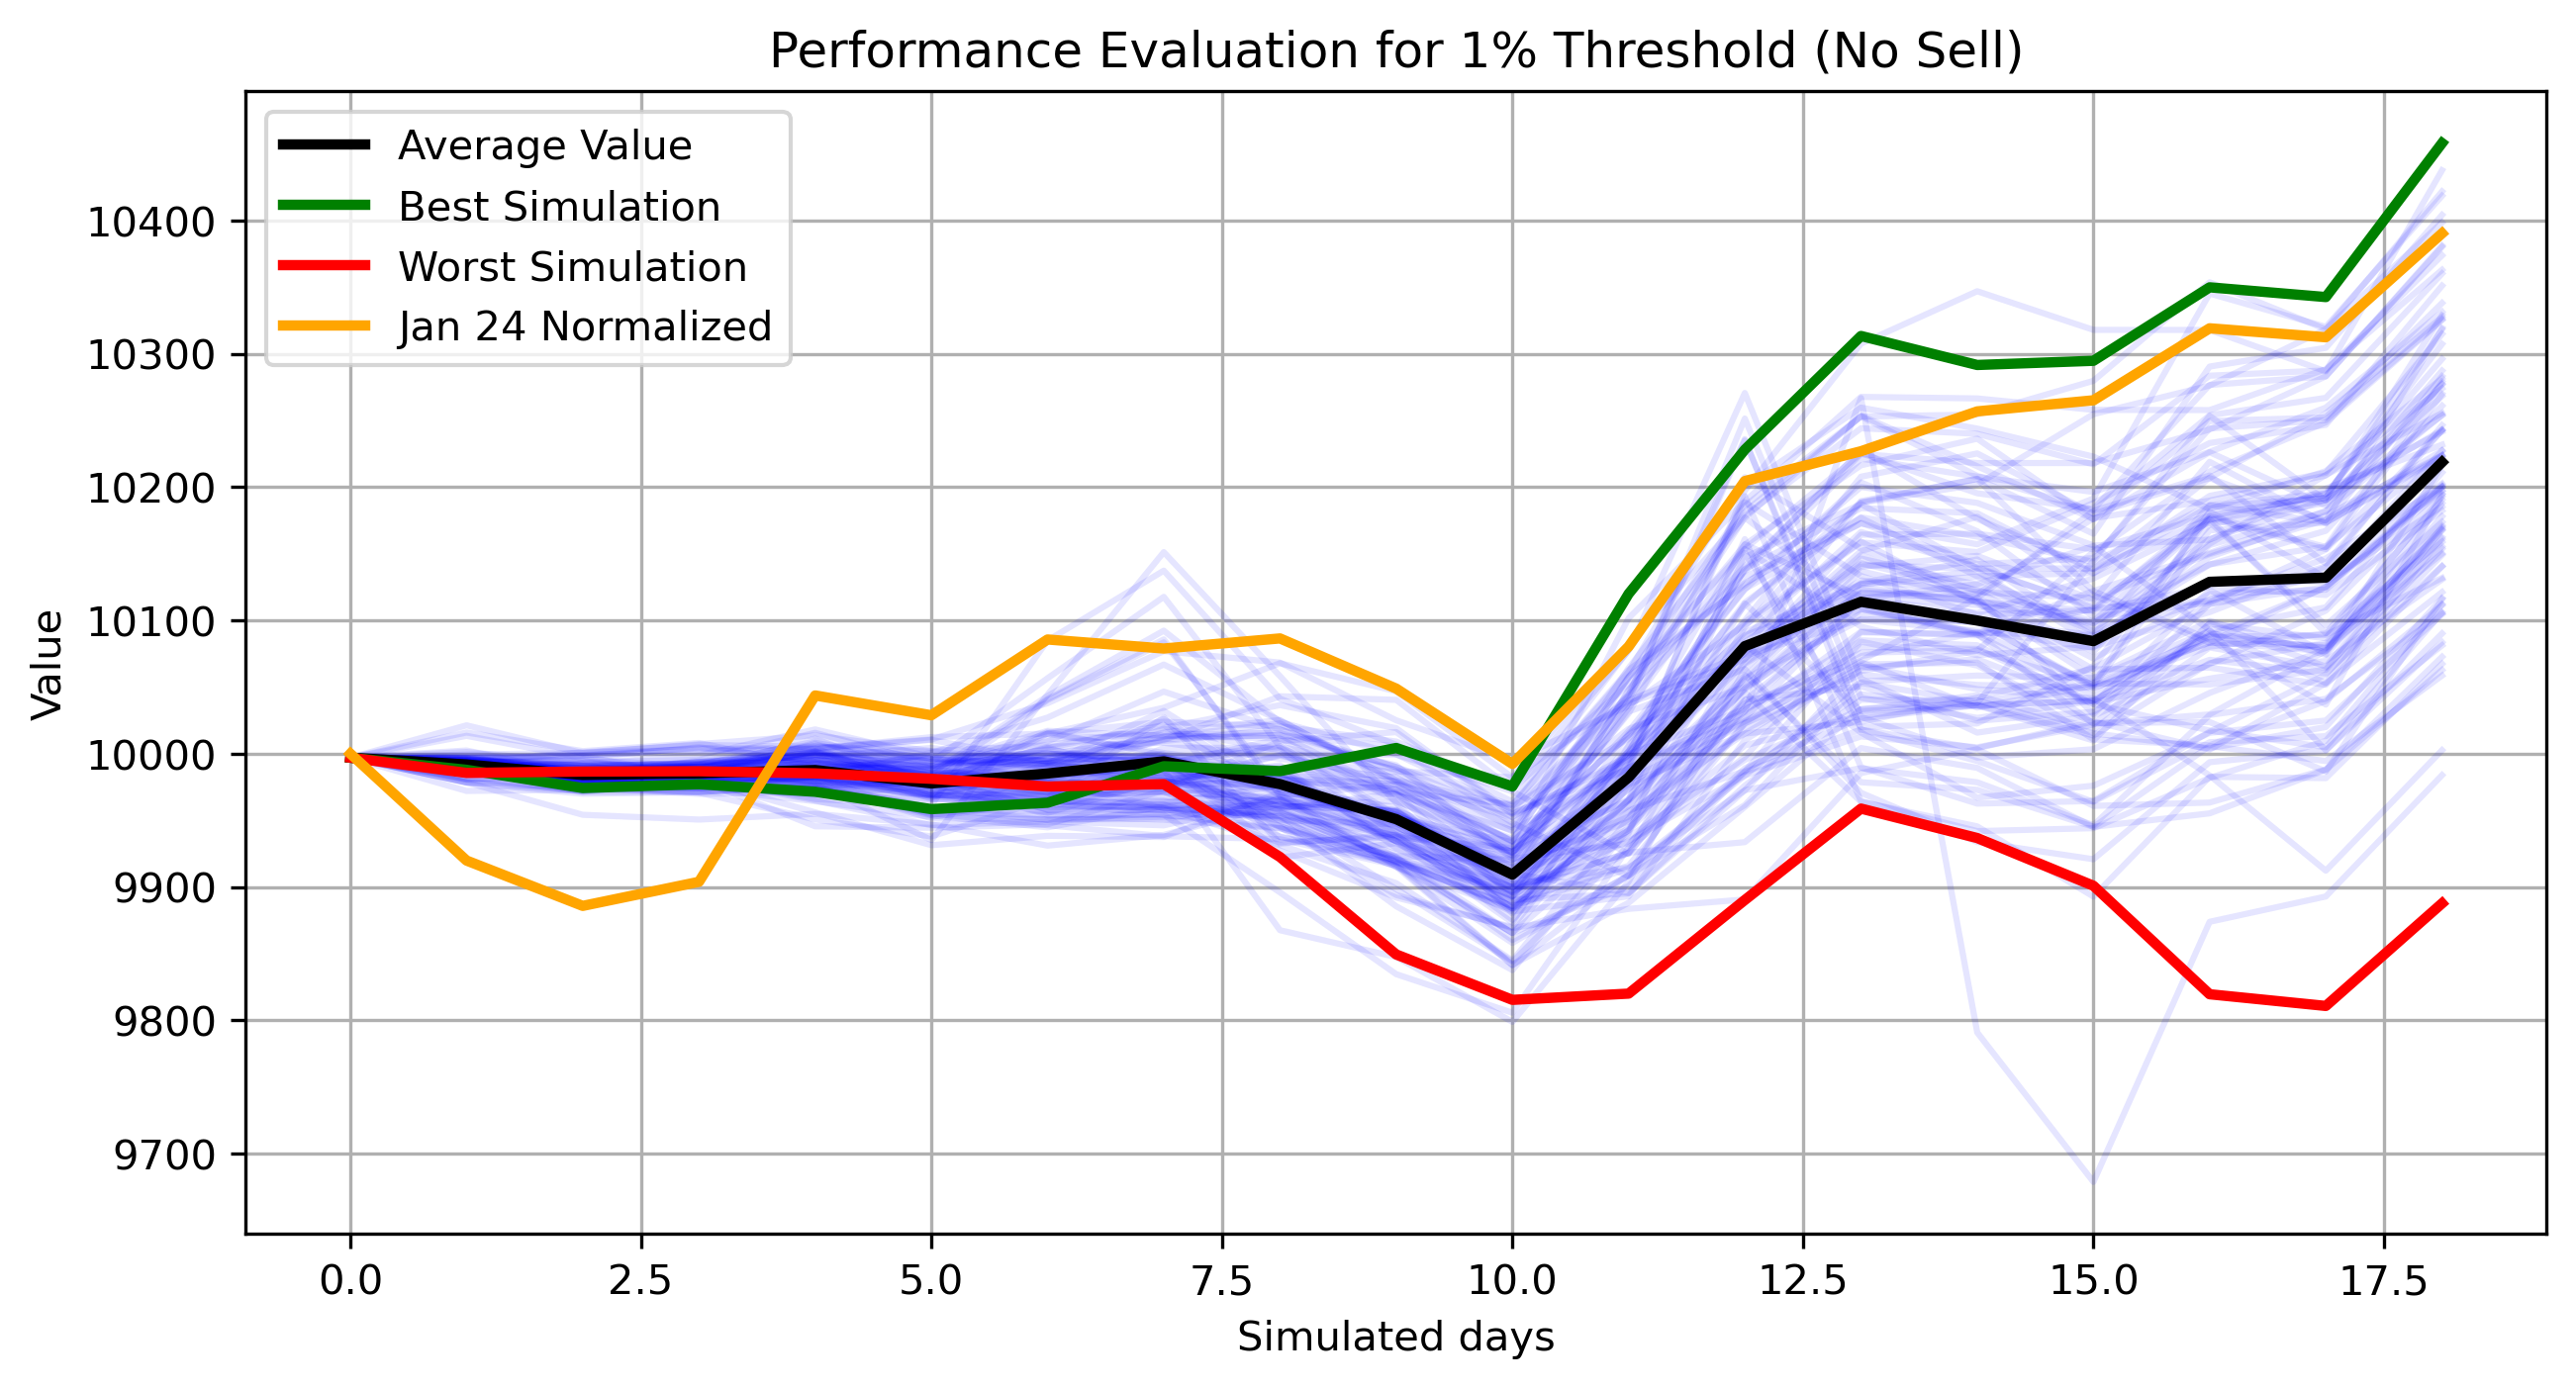 Performance Evaluation for 1% Threshold (No Sell)
Average Value
Best Simulation
Worst Simulation
Jan 24 Normalized
Value
10400
10300
10200
10100
10000
9900
9800
9700
0.0 2.5 5.0 7.5 10.0 12.5 15.0 17.5
Simulated days